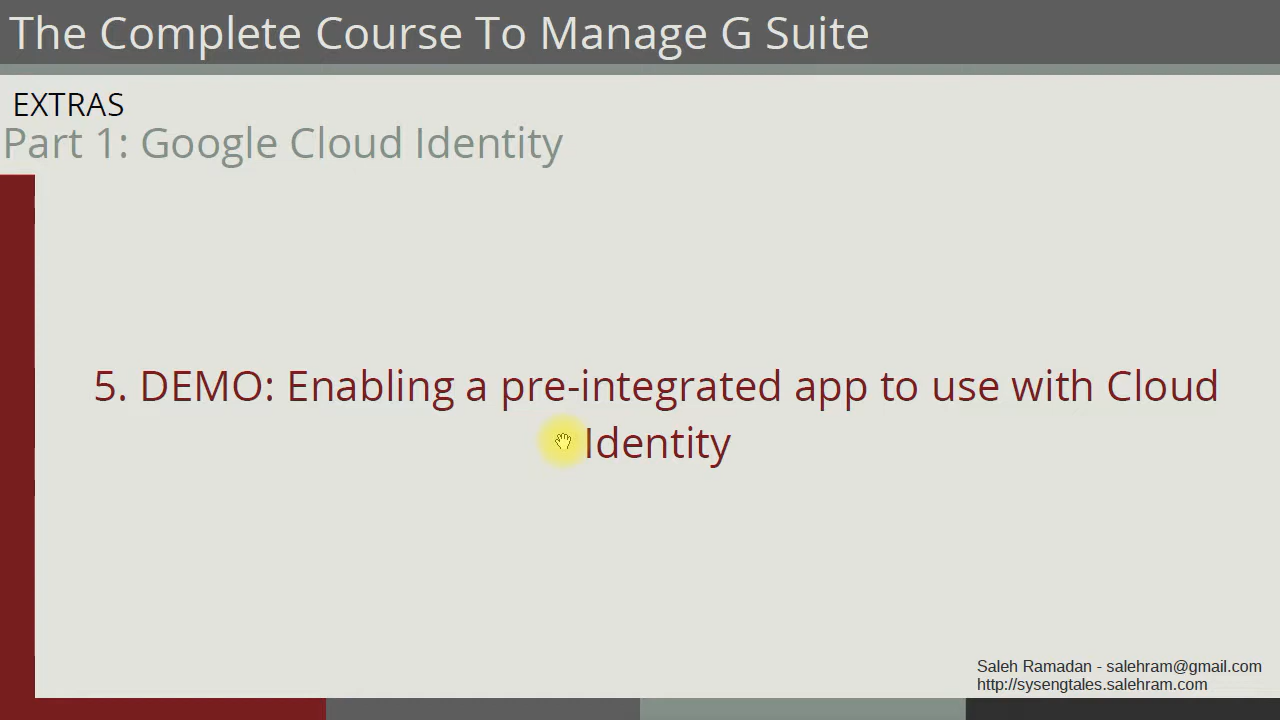 The Complete Course To Manage G Suite
EXTRAS
Part 1: Google Cloud Identity
5. DEMO: Enabling a pre-integrated app to use with Cloud
Identity
Saleh Ramadan - salehram@gmail.com
http://sysengtales.salehram.com